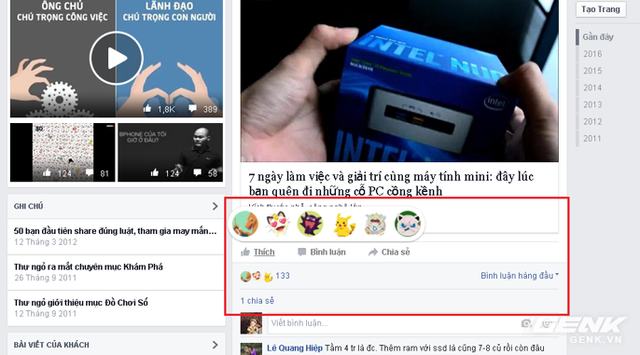 ÔNG CHỦ
CHÚ TRỌNG CÔNG VIỆC
LÃNH ĐẠO
CHÚ TRỌNG CON NGƯỜI
1,8K 389
BPHONE CỦA TÔI
GIỜ Ở ĐÂU?
124 56
124 58
GHI CHÚ
50 bạn đầu tiên share đúng luật, tham gia may mắn...
12 Tháng 3 2012
Thư ngỏ ra mắt chuyên mục Khám Phá
26 Tháng 9 2011
Thư ngỏ giới thiệu mục Đồ Chơi Số
12 Tháng 9 2011
BÀI VIẾT CỦA KHÁCH
INTEL NUC
intel
INTEL
7 ngày làm việc và giải trí cùng máy tính mini: đây lúc
bạn quên đi những cỗ PC cồng kềnh
Thích Bình luận Chia sẻ
133 Bình luận hàng đầu
1 chia sẻ
Viết bình luận...
Lê Quang Hiệp Tầm 4 tr là đc. Thêm ram với ssd là cũng 7-8 củ rồi còn đâu
Tạo Trang
Gần đây
2016
2015
2014
2013
2012
2011
GENK
GENK.VN